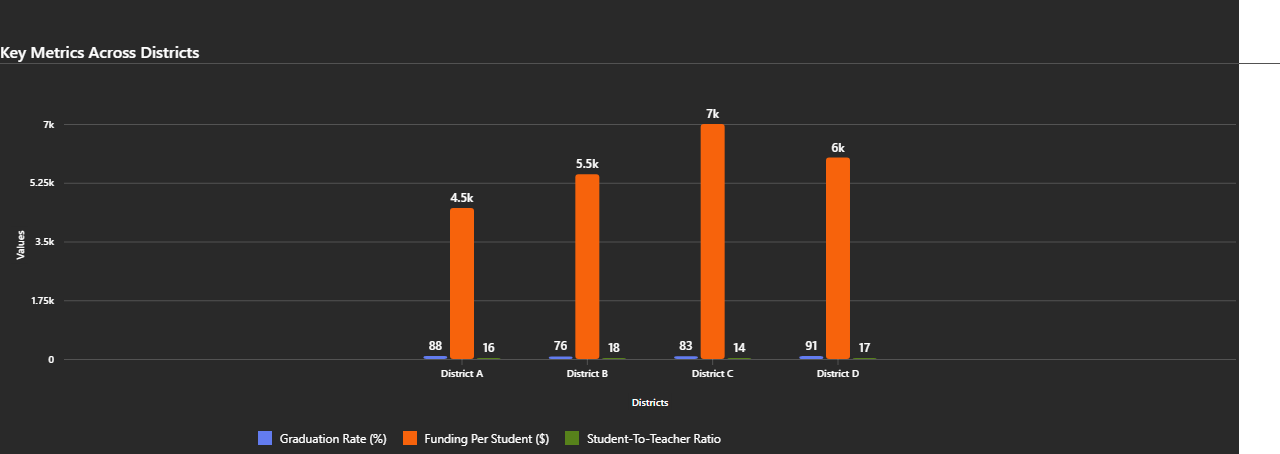 Key Metrics Across Districts
7k
7k
6k
5.5k
5.25k
4.5k
Values
3.5k
1.75k
88 16 76 18 83 14 91 17
0
District A District B District C District D
Districts
Graduation Rate (%) Funding Per Student ($) Student-To-Teacher Ratio